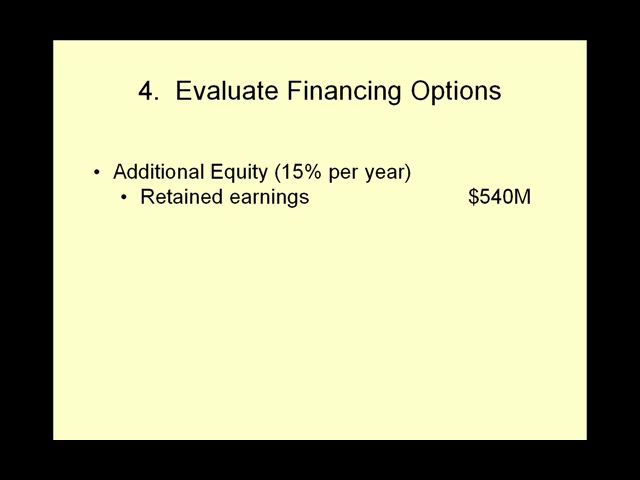 4. Evaluate Financing Options
• Additional Equity (15% per year)
• Retained earnings $540M